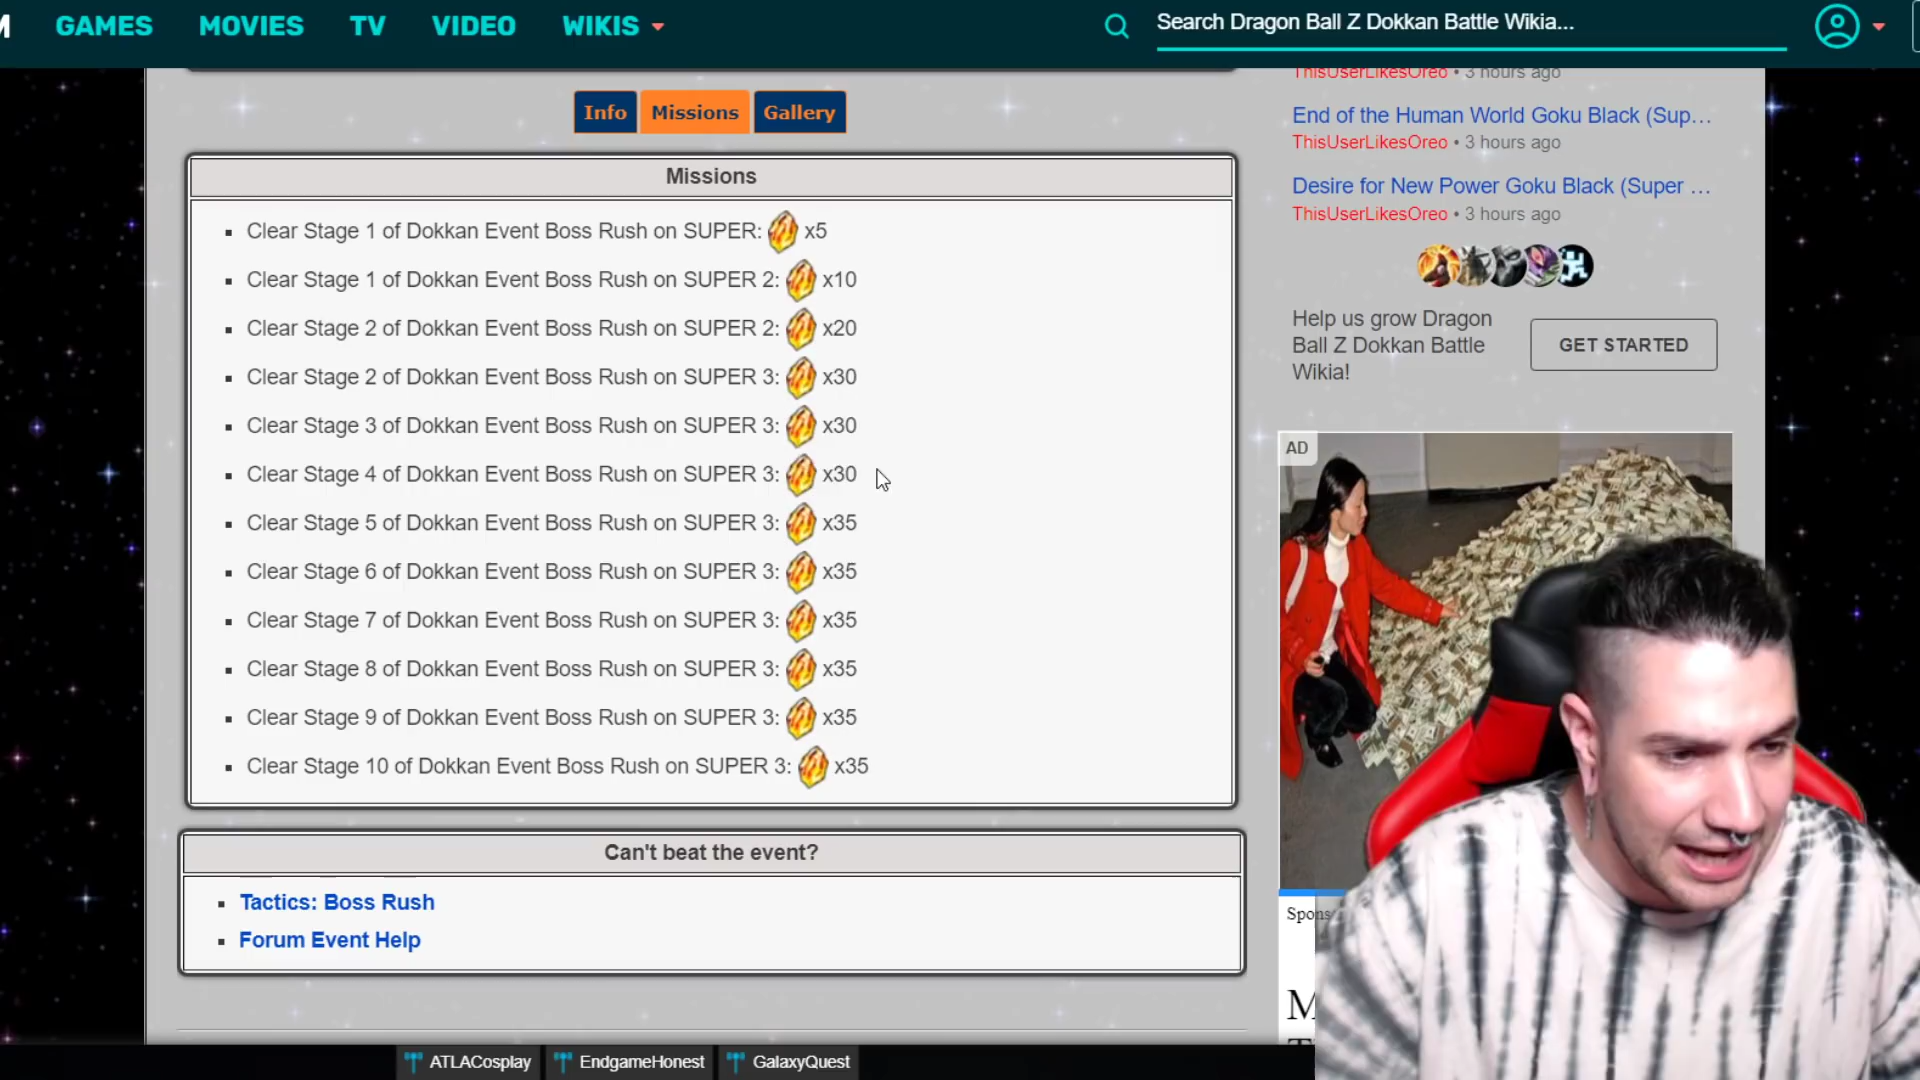 GAMES MOVIES TV VIDEO WIKIS
Search Dragon Ball Z Dokkan Battle Wikia...
Info Missions Gallery
Missions
Clear Stage 1 of Dokkan Event Boss Rush on SUPER: x5
Clear Stage 1 of Dokkan Event Boss Rush on SUPER 2: x10
Clear Stage 2 of Dokkan Event Boss Rush on SUPER 2: x20
Clear Stage 2 of Dokkan Event Boss Rush on SUPER 3: x30
Clear Stage 3 of Dokkan Event Boss Rush on SUPER 3: x30
Clear Stage 4 of Dokkan Event Boss Rush on SUPER 3: x30
Clear Stage 5 of Dokkan Event Boss Rush on SUPER 3: x35
Clear Stage 6 of Dokkan Event Boss Rush on SUPER 3: x35
Clear Stage 7 of Dokkan Event Boss Rush on SUPER 3: x35
Clear Stage 8 of Dokkan Event Boss Rush on SUPER 3: x35
Clear Stage 9 of Dokkan Event Boss Rush on SUPER 3: x35
Clear Stage 10 of Dokkan Event Boss Rush on SUPER 3: x35
Can't beat the event?
Tactics: Boss Rush
Forum Event Help
ThisUserLikesOreo • 3 hours ago
End of the Human World Goku Black (Sup...
ThisUserLikesOreo • 3 hours ago
Desire for New Power Goku Black (Super ...
ThisUserLikesOreo • 3 hours ago
Help us grow Dragon
Ball Z Dokkan Battle
Wikia!
GET STARTED
AD
ATLACosplay EndgameHonest GalaxyQuest